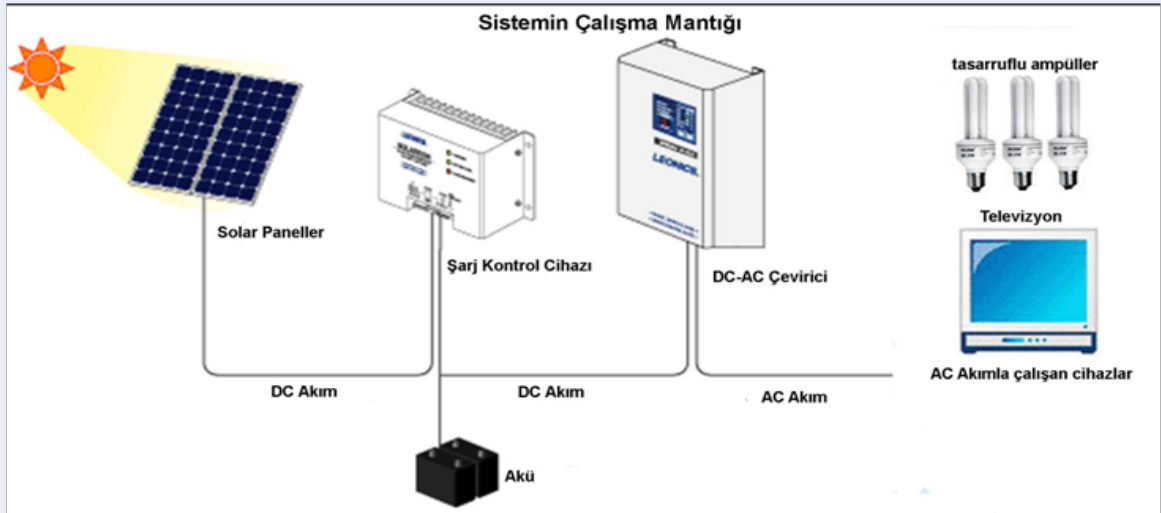 Sistemin Çalışma Mantığı
tasarruflu ampüller
Solar Paneller
Şarj Kontrol Cihazı
LEONICS
DC-AC Çevirici
Televizyon
AC Akımla çalışan cihazlar
DC Akım
DC Akım
AC Akım
Akü